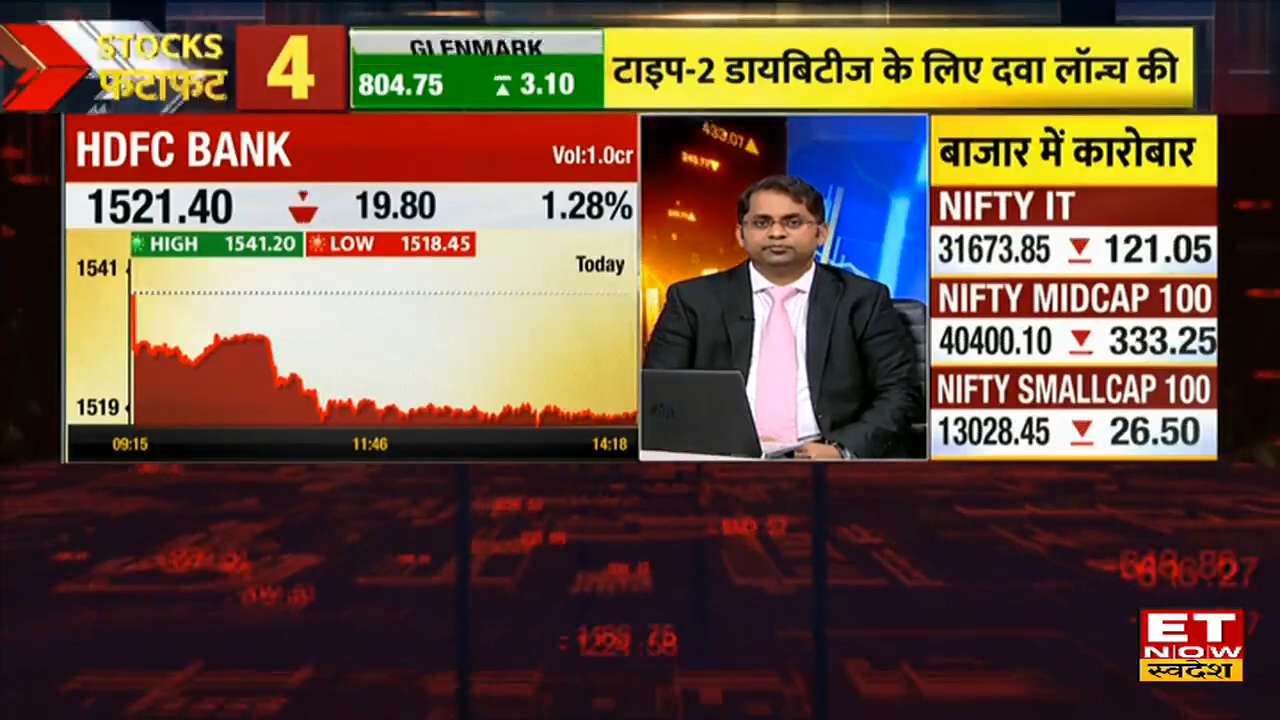 STOCKS
फटाफट
4
GLENMARK
804.75 3.10
टाइप-2 डायबिटीज के लिए दवा लॉन्च की
HDFC BANK Vol:1.0cr
1521.40 19.80 1.28%
HIGH 1541.20 LOW 1518.45
Today
1541
1519
09:15 11:46 14:18
433.07
बाजार में कारोबार
NIFTY IT
31673.85 121.05
NIFTY MIDCAP 100
40400.10 333.25
NIFTY SMALLCAP 100
13028.45 26.50
ET
NOW
स्वदेश